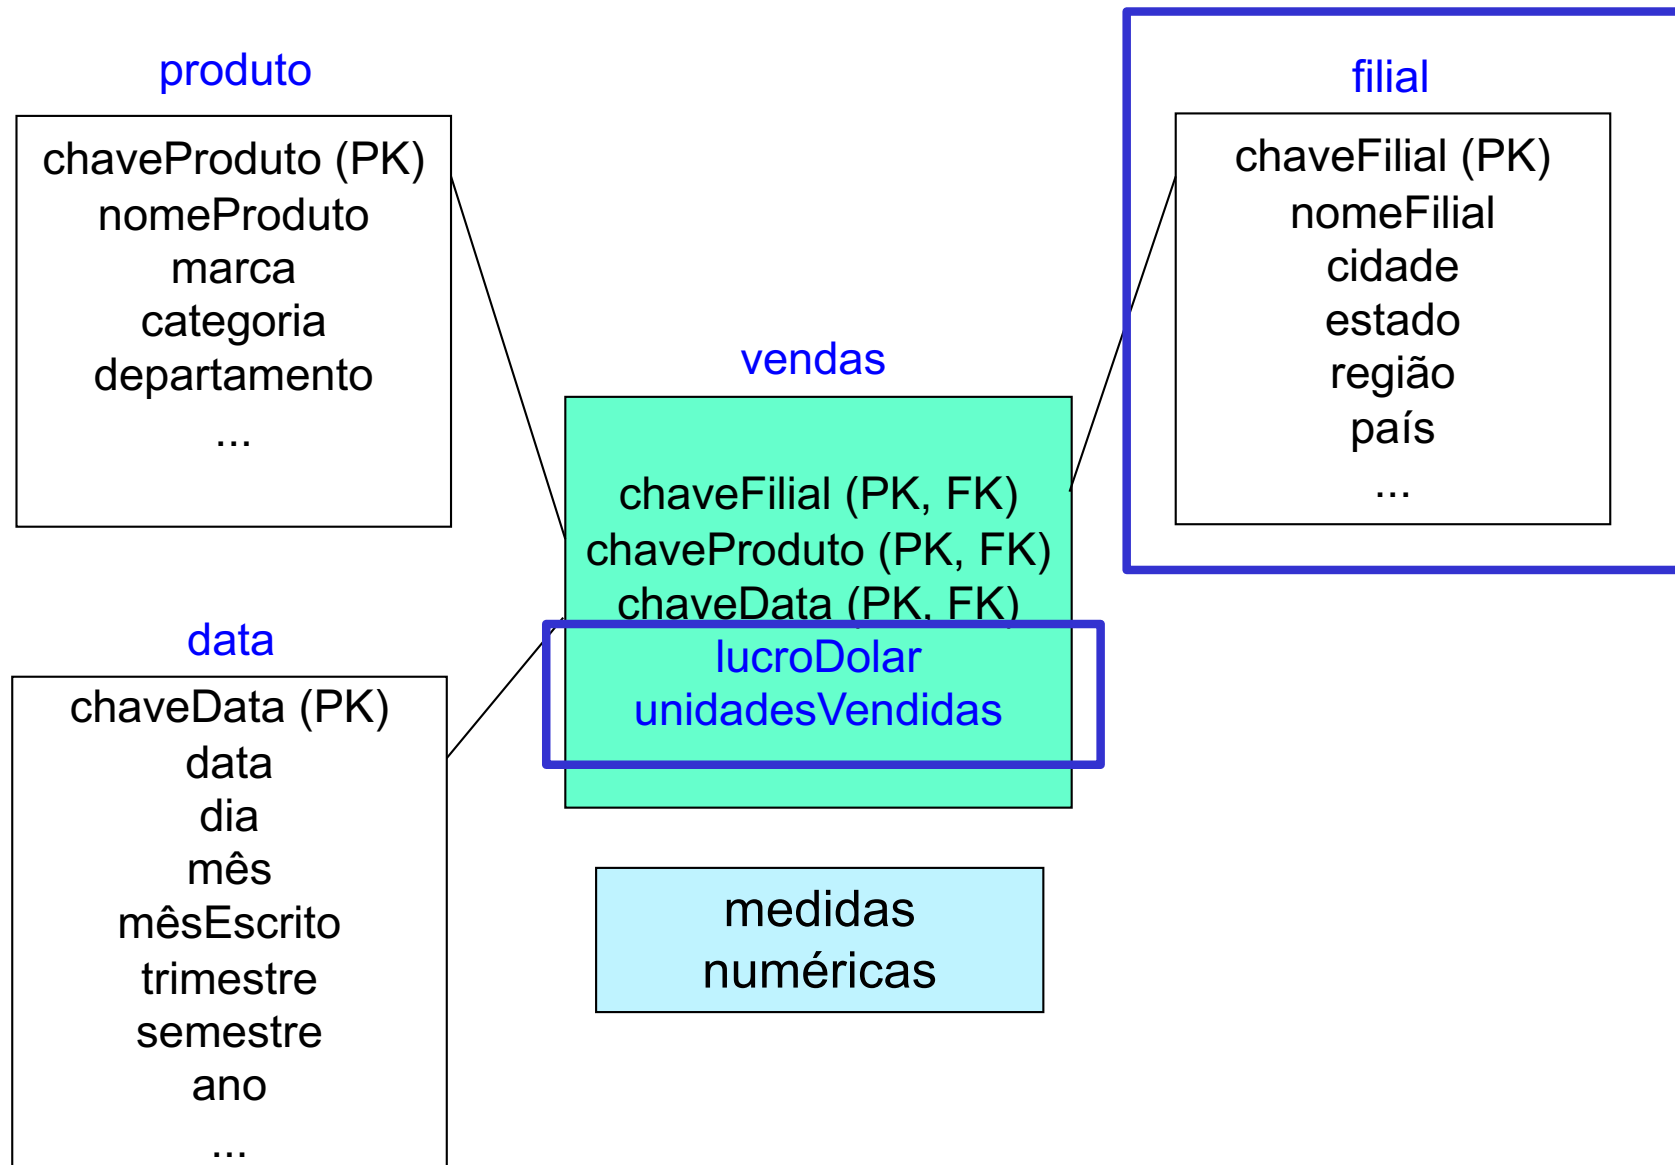 produto
chaveProduto (PK)
nomeProduto
marca
categoria
departamento
...
filial
chaveFilial (PK)
nomeFilial
cidade
estado
região
país
...
vendas
chaveFilial (PK, FK)
chaveProduto (PK, FK)
chaveData (PK, FK)
lucroDolar
unidadesVendidas
data
chaveData (PK)
data
dia
mês
mêsEscrito
trimestre
semestre
ano
...
medidas
numéricas